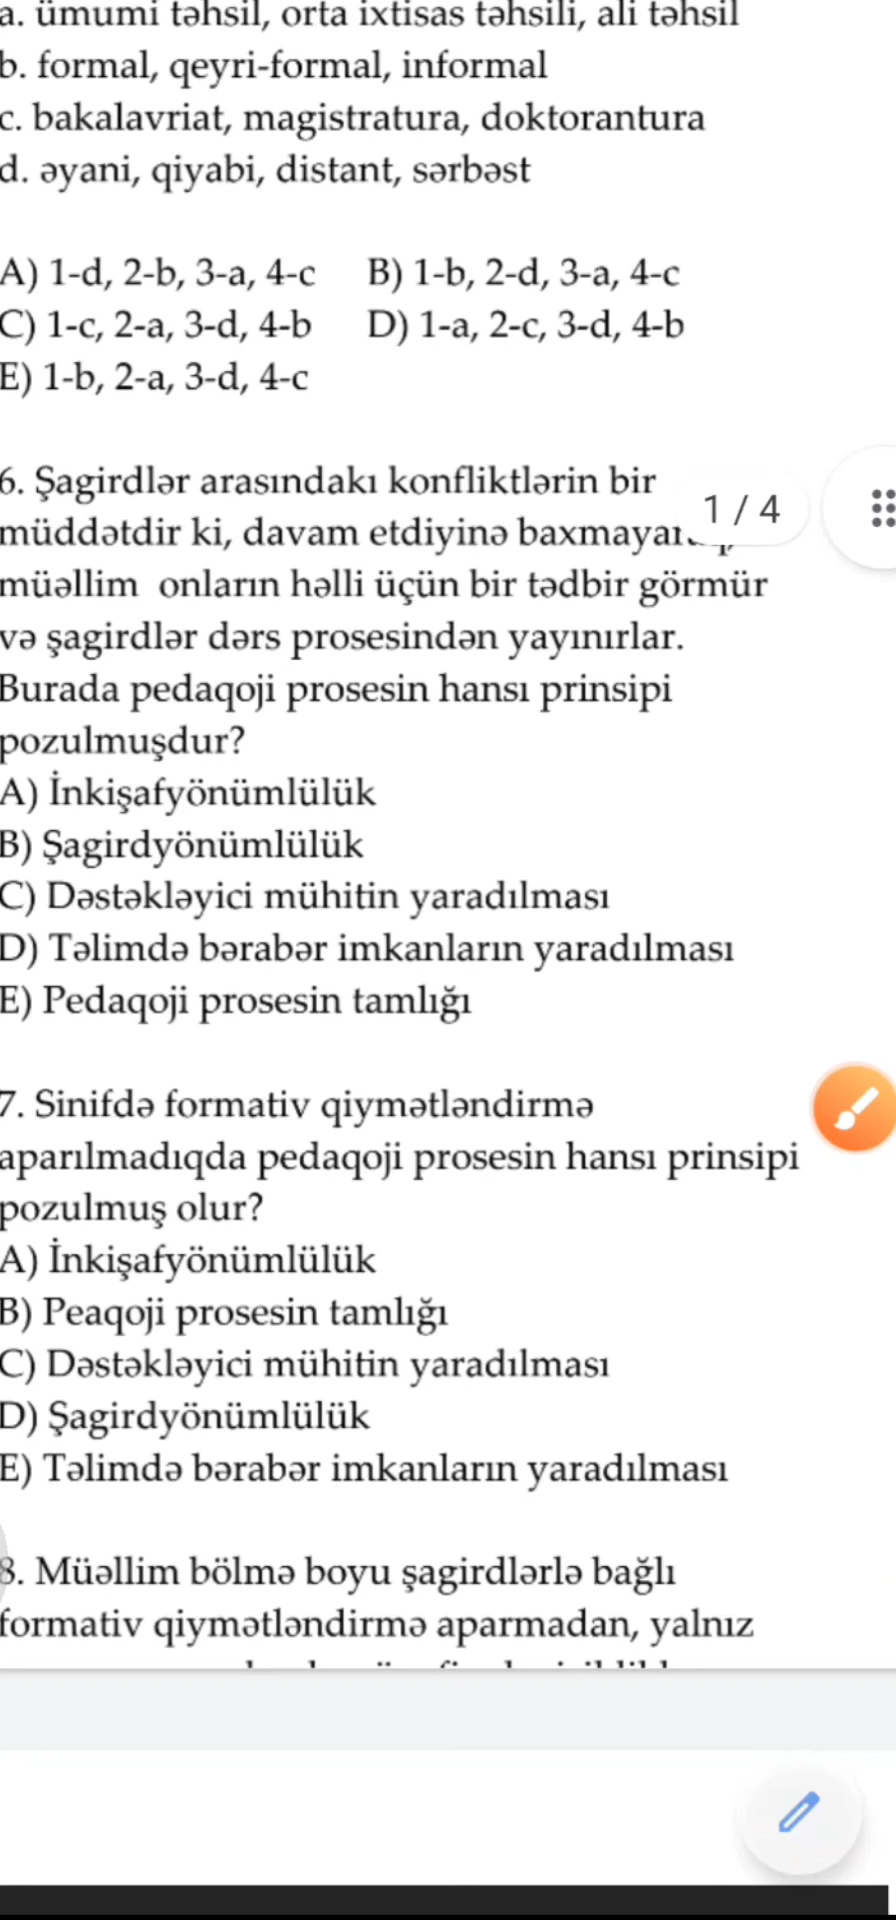 a. ümumi təhsil, orta ixtisas təhsili, ali təhsil
b. formal, qeyri-formal, informal
c. bakalavriat, magistratura, doktorantura
d. əyani, qiyabi, distant, sərbəst
A) 1-d, 2-b, 3-a, 4-c B) 1-b, 2-d, 3-a, 4-c
C) 1-c, 2-a, 3-d, 4-b D) 1-a, 2-c, 3-d, 4-b
E) 1-b, 2-a, 3-d, 4-c
6. Şagirdlər arasındakı konfliktlərin bir
1 / 4
müddətdir ki, davam etdiyinə
müəllim onların həlli üçün bir tədbir görmür
və şagirdlər dərs prosesindən yayınırlar.
Burada pedaqoji prosesin hansı prinsipi
pozulmuşdur?
A) İnkişafyönümlülük
B) Şagirdyönümlülük
C) Dəstəkləyici mühitin yaradılması
D) Təlimdə bərabər imkanların yaradılması
E) Pedaqoji prosesin tamlığı
7. Sinifdə formativ qiymətləndirmə
aparılmadıqda pedaqoji prosesin hansı prinsipi
pozulmuş olur?
A) İnkişafyönümlülük
B) Peaqoji prosesin tamlığı
C) Dəstəkləyici mühitin yaradılması
D) Şagirdyönümlülük
E) Təlimdə bərabər imkanların yaradılması
8. Müəllim bölmə boyu şagirdlərlə bağlı
formativ qiymətləndirmə aparmadan, yalnız